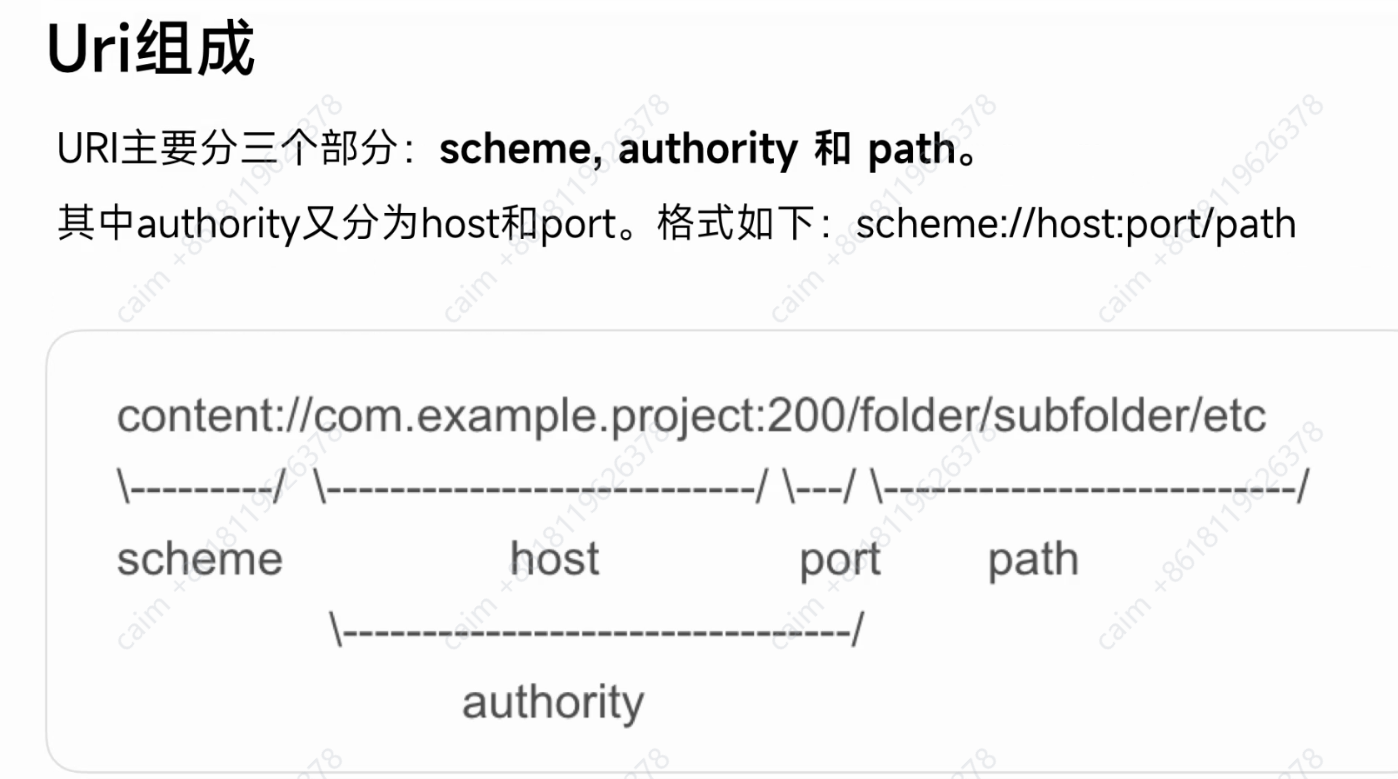 Uri组成
URI主要分三个部分：scheme, authority 和 path。
其中authority又分为host和port。格式如下：scheme://host:port/path
content://com.example.project:200/folder/subfolder/etc
\---------/ \---------------------------/ \---/ \--------------------------/
scheme host port path
\--------------------------------/
authority
caim +8618119626378